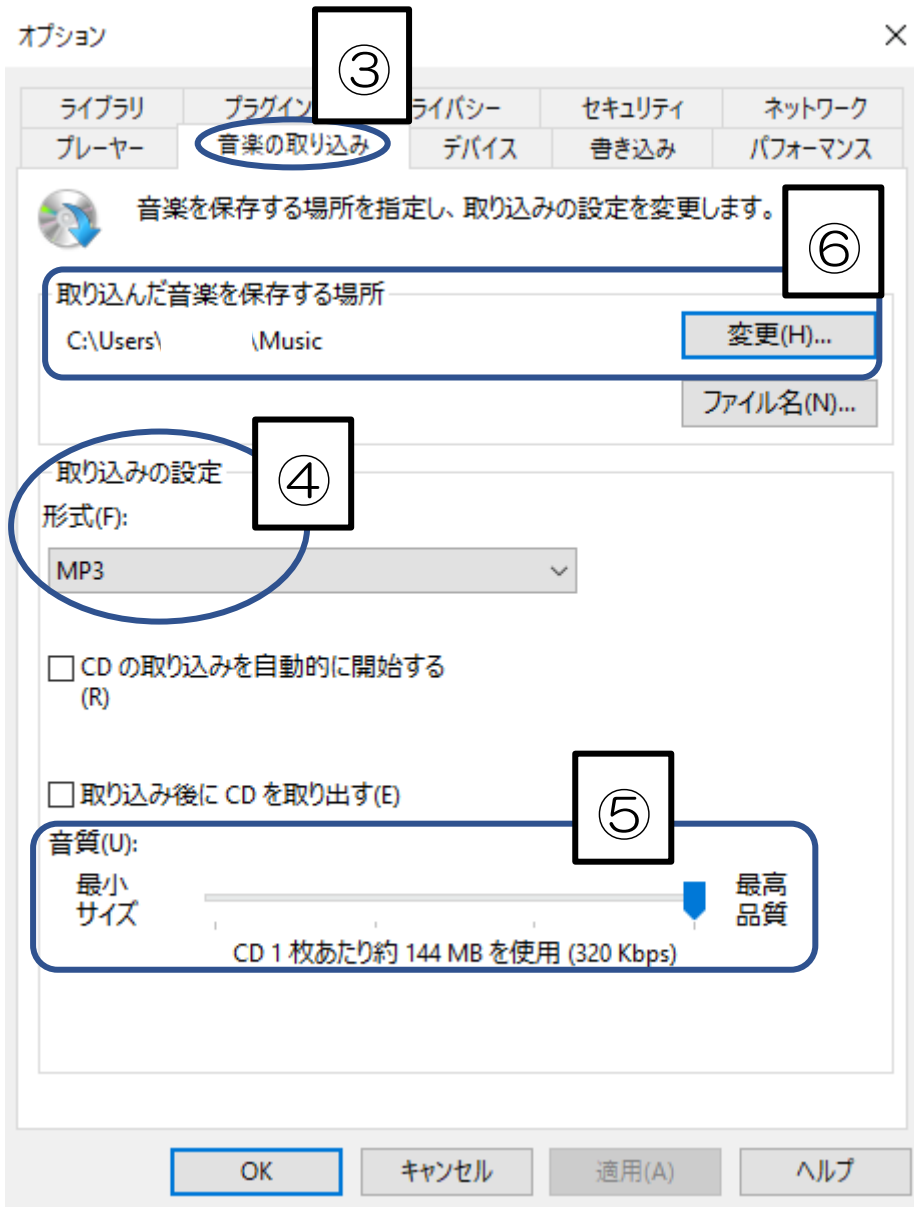 オプション
③
ライブラリ プラグイン ライバシー セキュリティ ネットワーク
プレーヤー 音楽の取り込み デバイス 書き込み パフォーマンス
音楽を保存する場所を指定し、取り込みの設定を変更します。
⑥
取り込んだ音楽を保存する場所
C:\Users\ \Music 変更(H)...
ファイル名(N)...
④
取り込みの設定
形式(F):
MP3
CD の取り込みを自動的に開始する
(R)
取り込み後に CD を取り出す(E)
⑤
音質(U):
最小
サイズ
最高
品質
CD 1 枚あたり約 144 MB を使用 (320 Kbps)
OK キャンセル 適用(A) ヘルプ